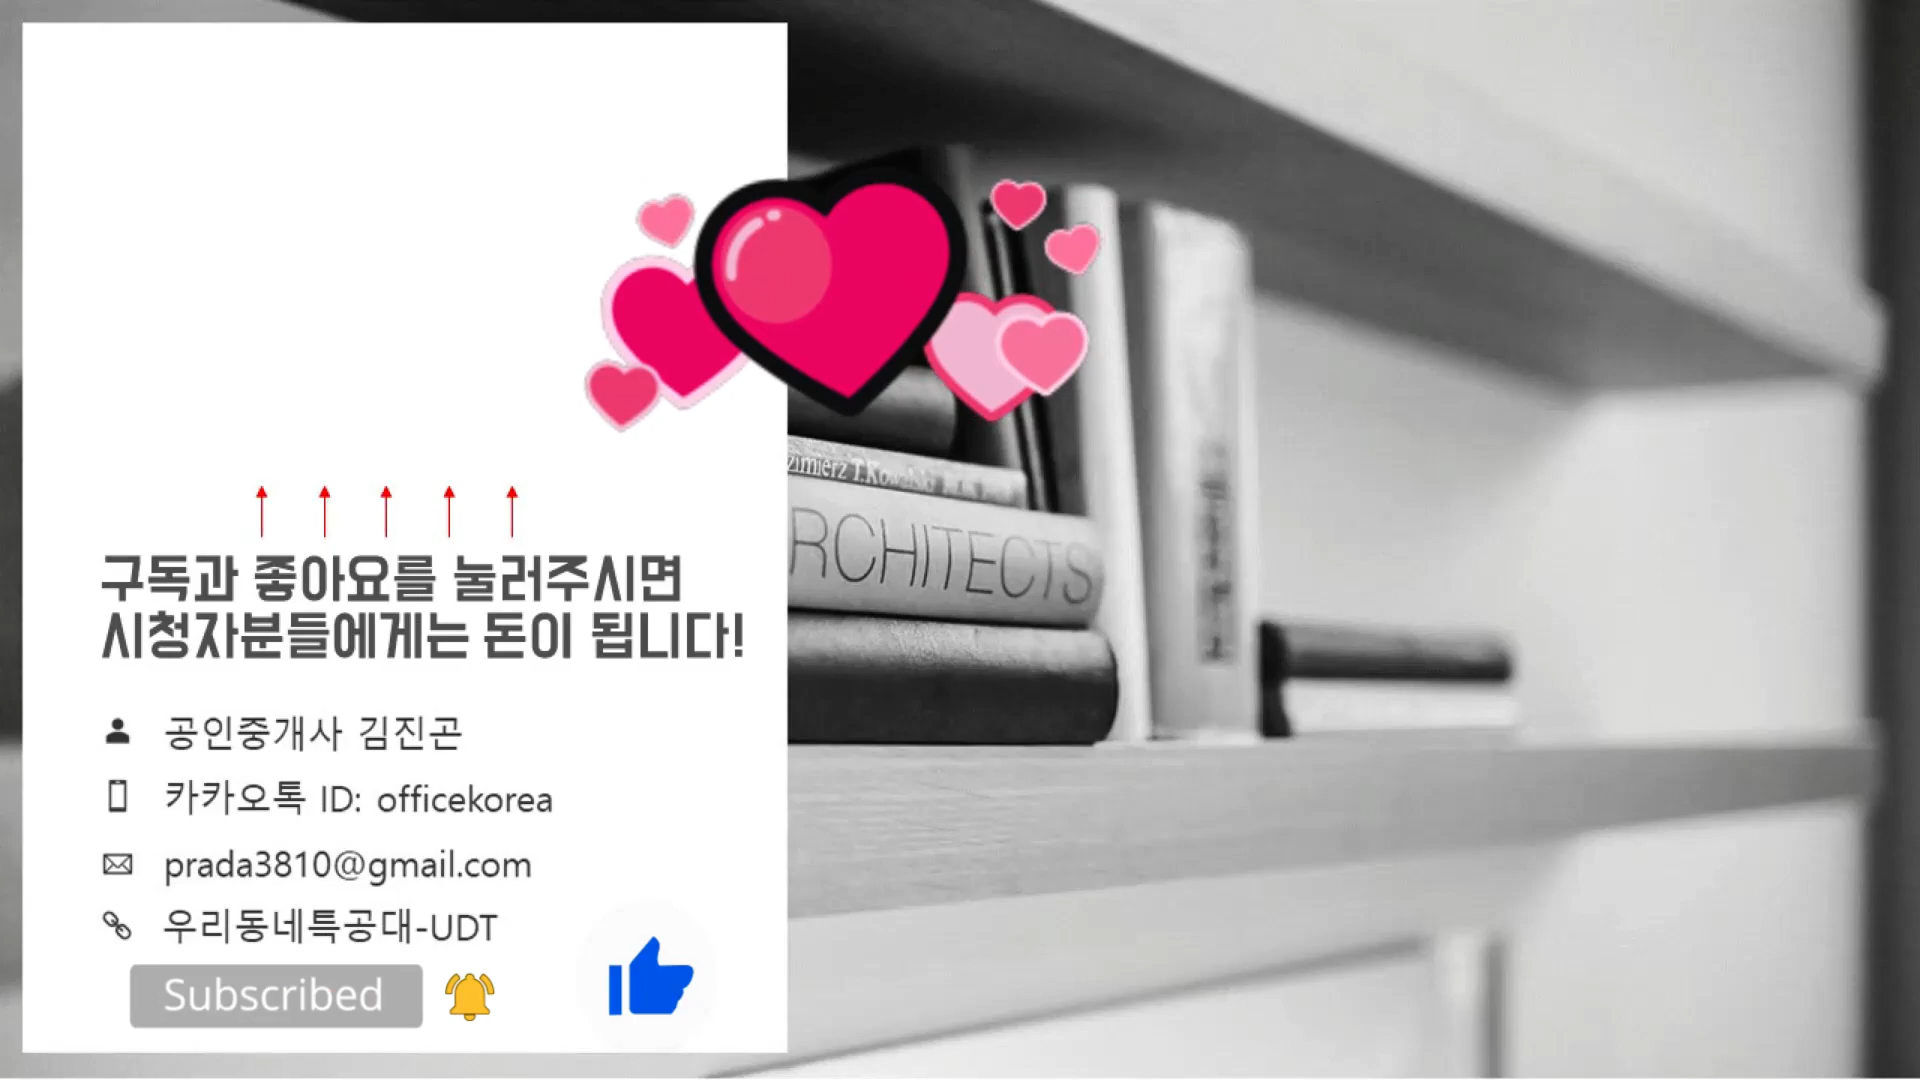 구독과 좋아요를 눌러주시면
시청자분들에게는 돈이 됩니다!
공인중개사 김진곤
카카오톡 ID: officekorea
prada3810@gmail.com
우리동네특공대-UDT
Subscribed
zimierz T.Kowalski
RCHITECTS